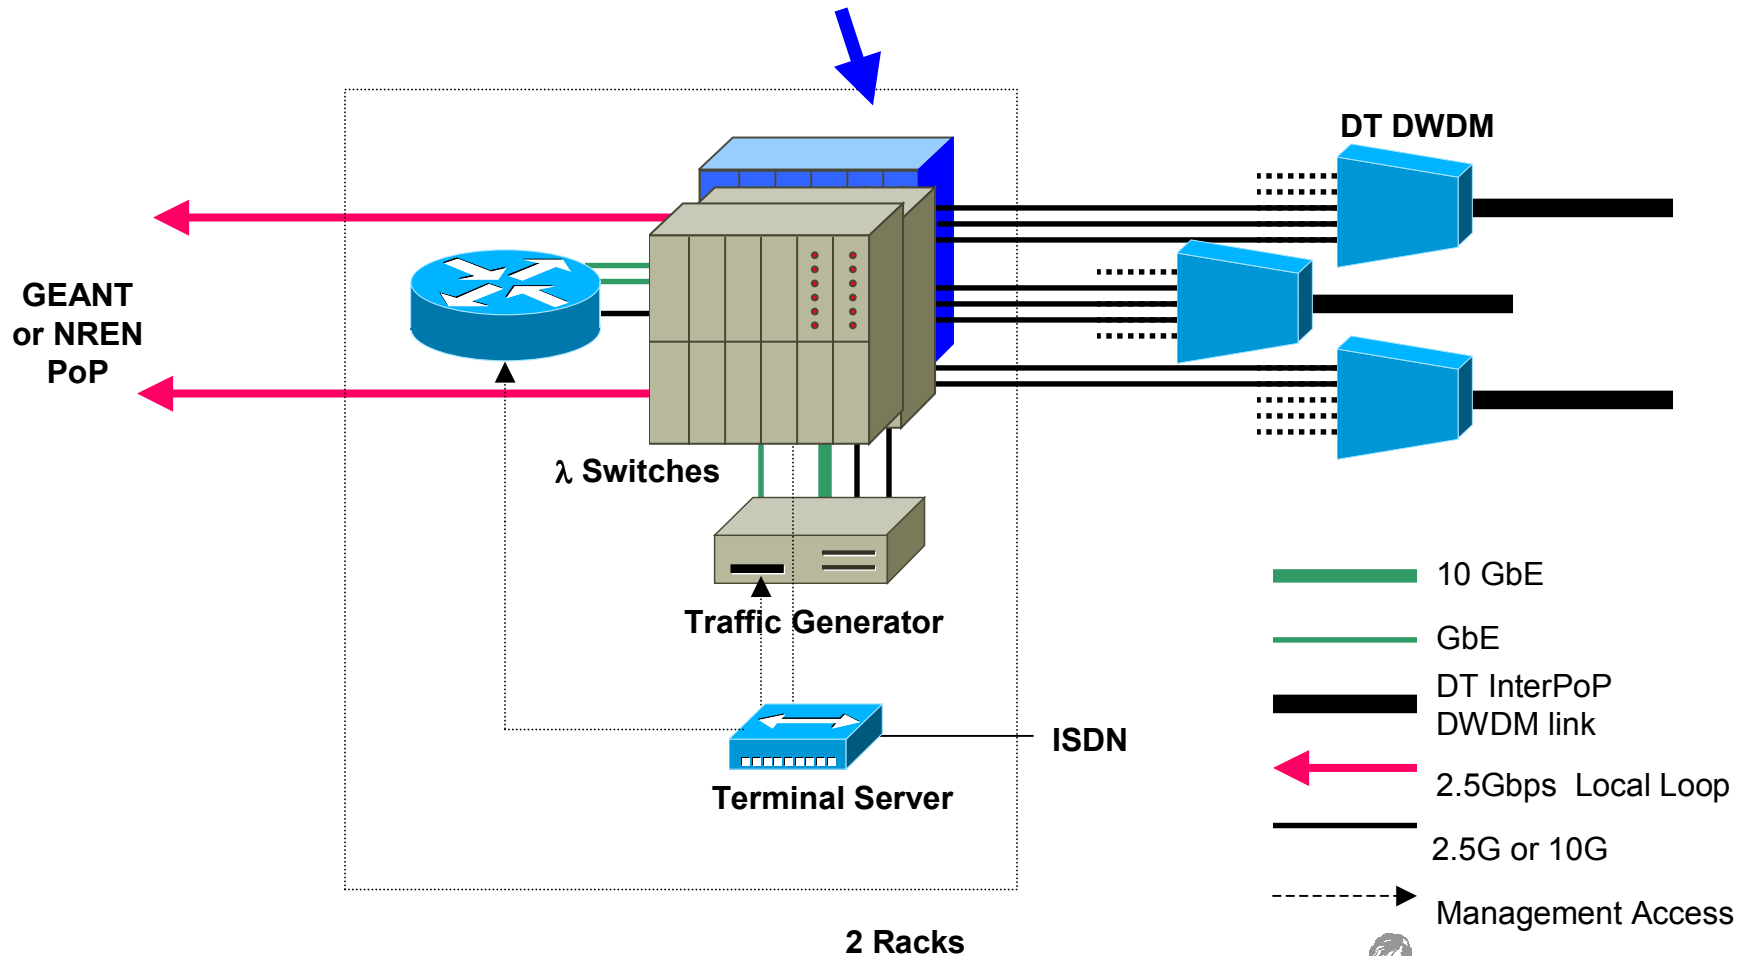 DT DWDM
GEANT
or NREN
PoP
λ Switches
Traffic Generator
ISDN
Terminal Server
2 Racks
10 GbE
GbE
DT InterPoP
DWDM link
2.5Gbps Local Loop
2.5G or 10G
Management Access